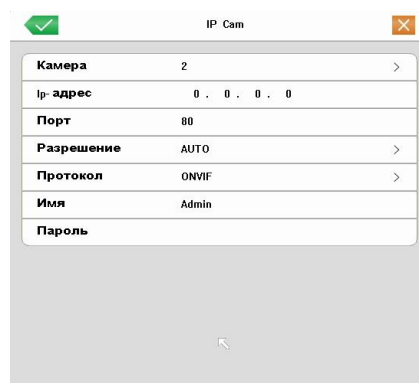 IP Cam
Камера 2
Ip-адрес 0 . 0 . 0 . 0
Порт 80
Разрешение AUTO
Протокол ONVIF
Имя Admin
Пароль